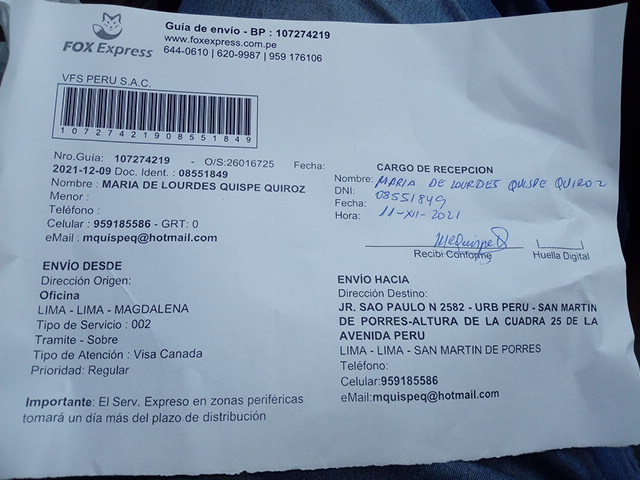 FOX Express
Guía de envío - BP : 107274219
www.foxexpress.com.pe
644-0610 | 620-9987 | 959 176106
VFS PERU S.A.C.
10727421908551849
Nro.Guía: 107274219 - O/S:26016725 Fecha:
2021-12-09 Doc. Ident. : 08551849
Nombre : MARIA DE LOURDES QUISPE QUIROZ
Menor :
Teléfono :
Celular : 959185586 - GRT: 0
eMail : mquispeq@hotmail.com
CARGO DE RECEPCION
Nombre: MARIA DE LOURDES QUISPE QUIROZ
DNI: 08551849
Fecha: 11-XII-2021
Hora:
MQuispeQ
Recibi Conforme
Huella Digital
ENVÍO DESDE
Dirección Origen:
Oficina
LIMA - LIMA - MAGDALENA
Tipo de Servicio : 002
Tramite - Sobre
Tipo de Atención : Visa Canada
Prioridad: Regular
ENVÍO HACIA
Dirección Destino:
JR. SAO PAULO N 2582 - URB PERU - SAN MARTIN
DE PORRES-ALTURA DE LA CUADRA 25 DE LA
AVENIDA PERU
LIMA - LIMA - SAN MARTIN DE PORRES
Teléfono:
Celular:959185586
eMail:mquispeq@hotmail.com
Importante: El Serv. Expreso en zonas periféricas
tomará un día más del plazo de distribución